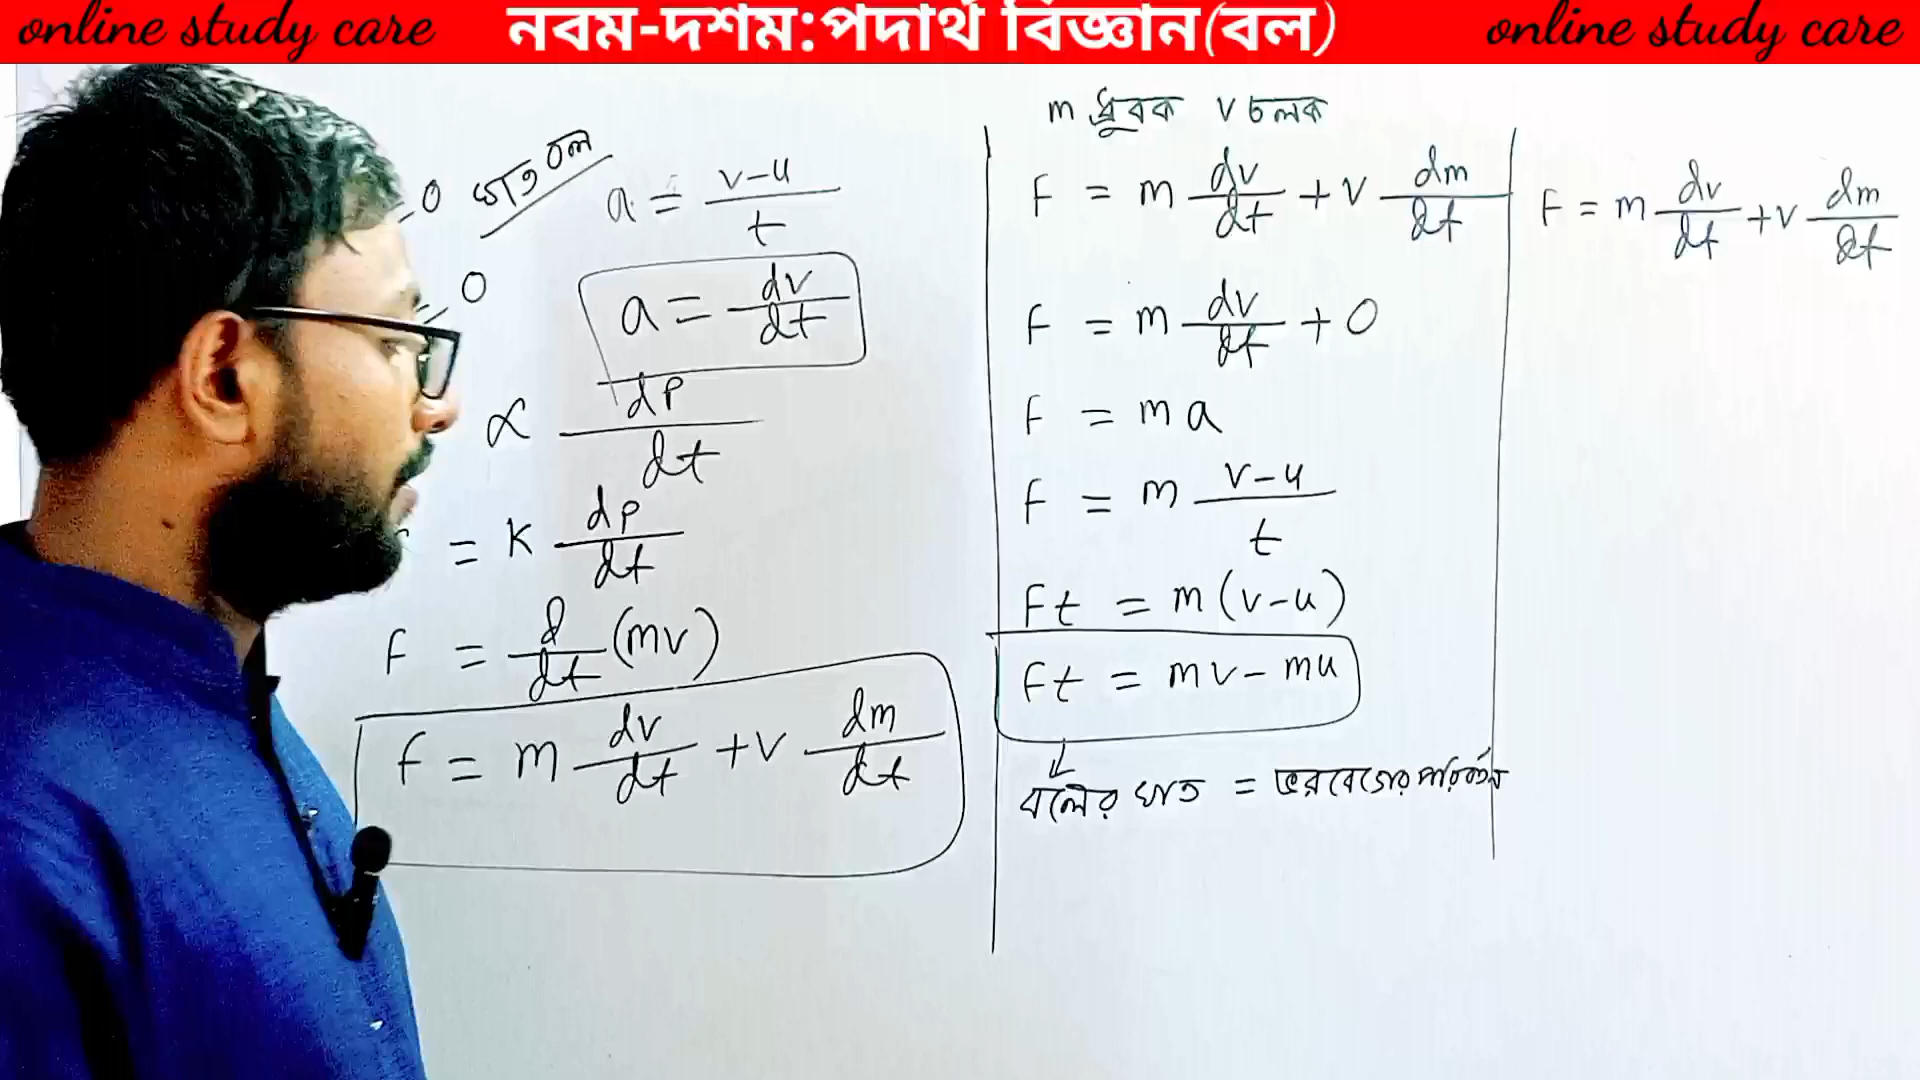 online study care নবম-দশম:পদার্থ বিজ্ঞান(বল) online study care
0 ঘাত বল
0
a = v-u/t
a = dv/dt
∝ dp/dt
= K dp/dt
F = d/dt (mv)
F = m dv/dt + v dm/dt
m ধ্রুবক v চলক
F = m dv/dt + v dm/dt
F = m dv/dt + 0
F = ma
F = m v-u/t
Ft = m(v-u)
Ft = mv - mu
বলের ঘাত = ভরবেগের পরিবর্তন
F = m dv/dt + v dm/dt